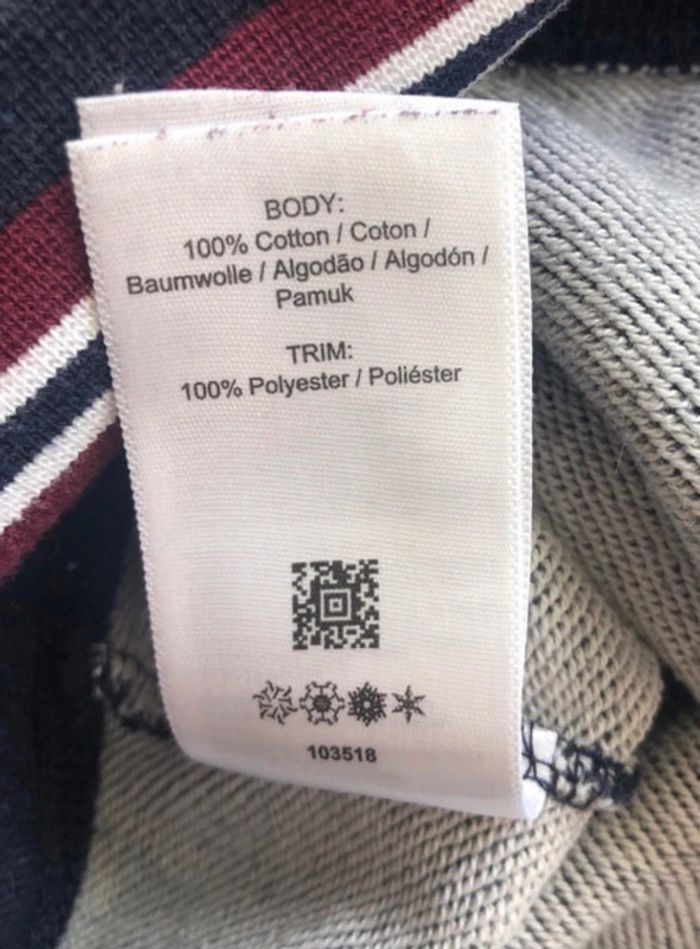 BODY:
100% Cotton / Coton /
Baumwolle / Algodão / Algodón /
Pamuk
TRIM:
100% Polyester / Poliéster
103518